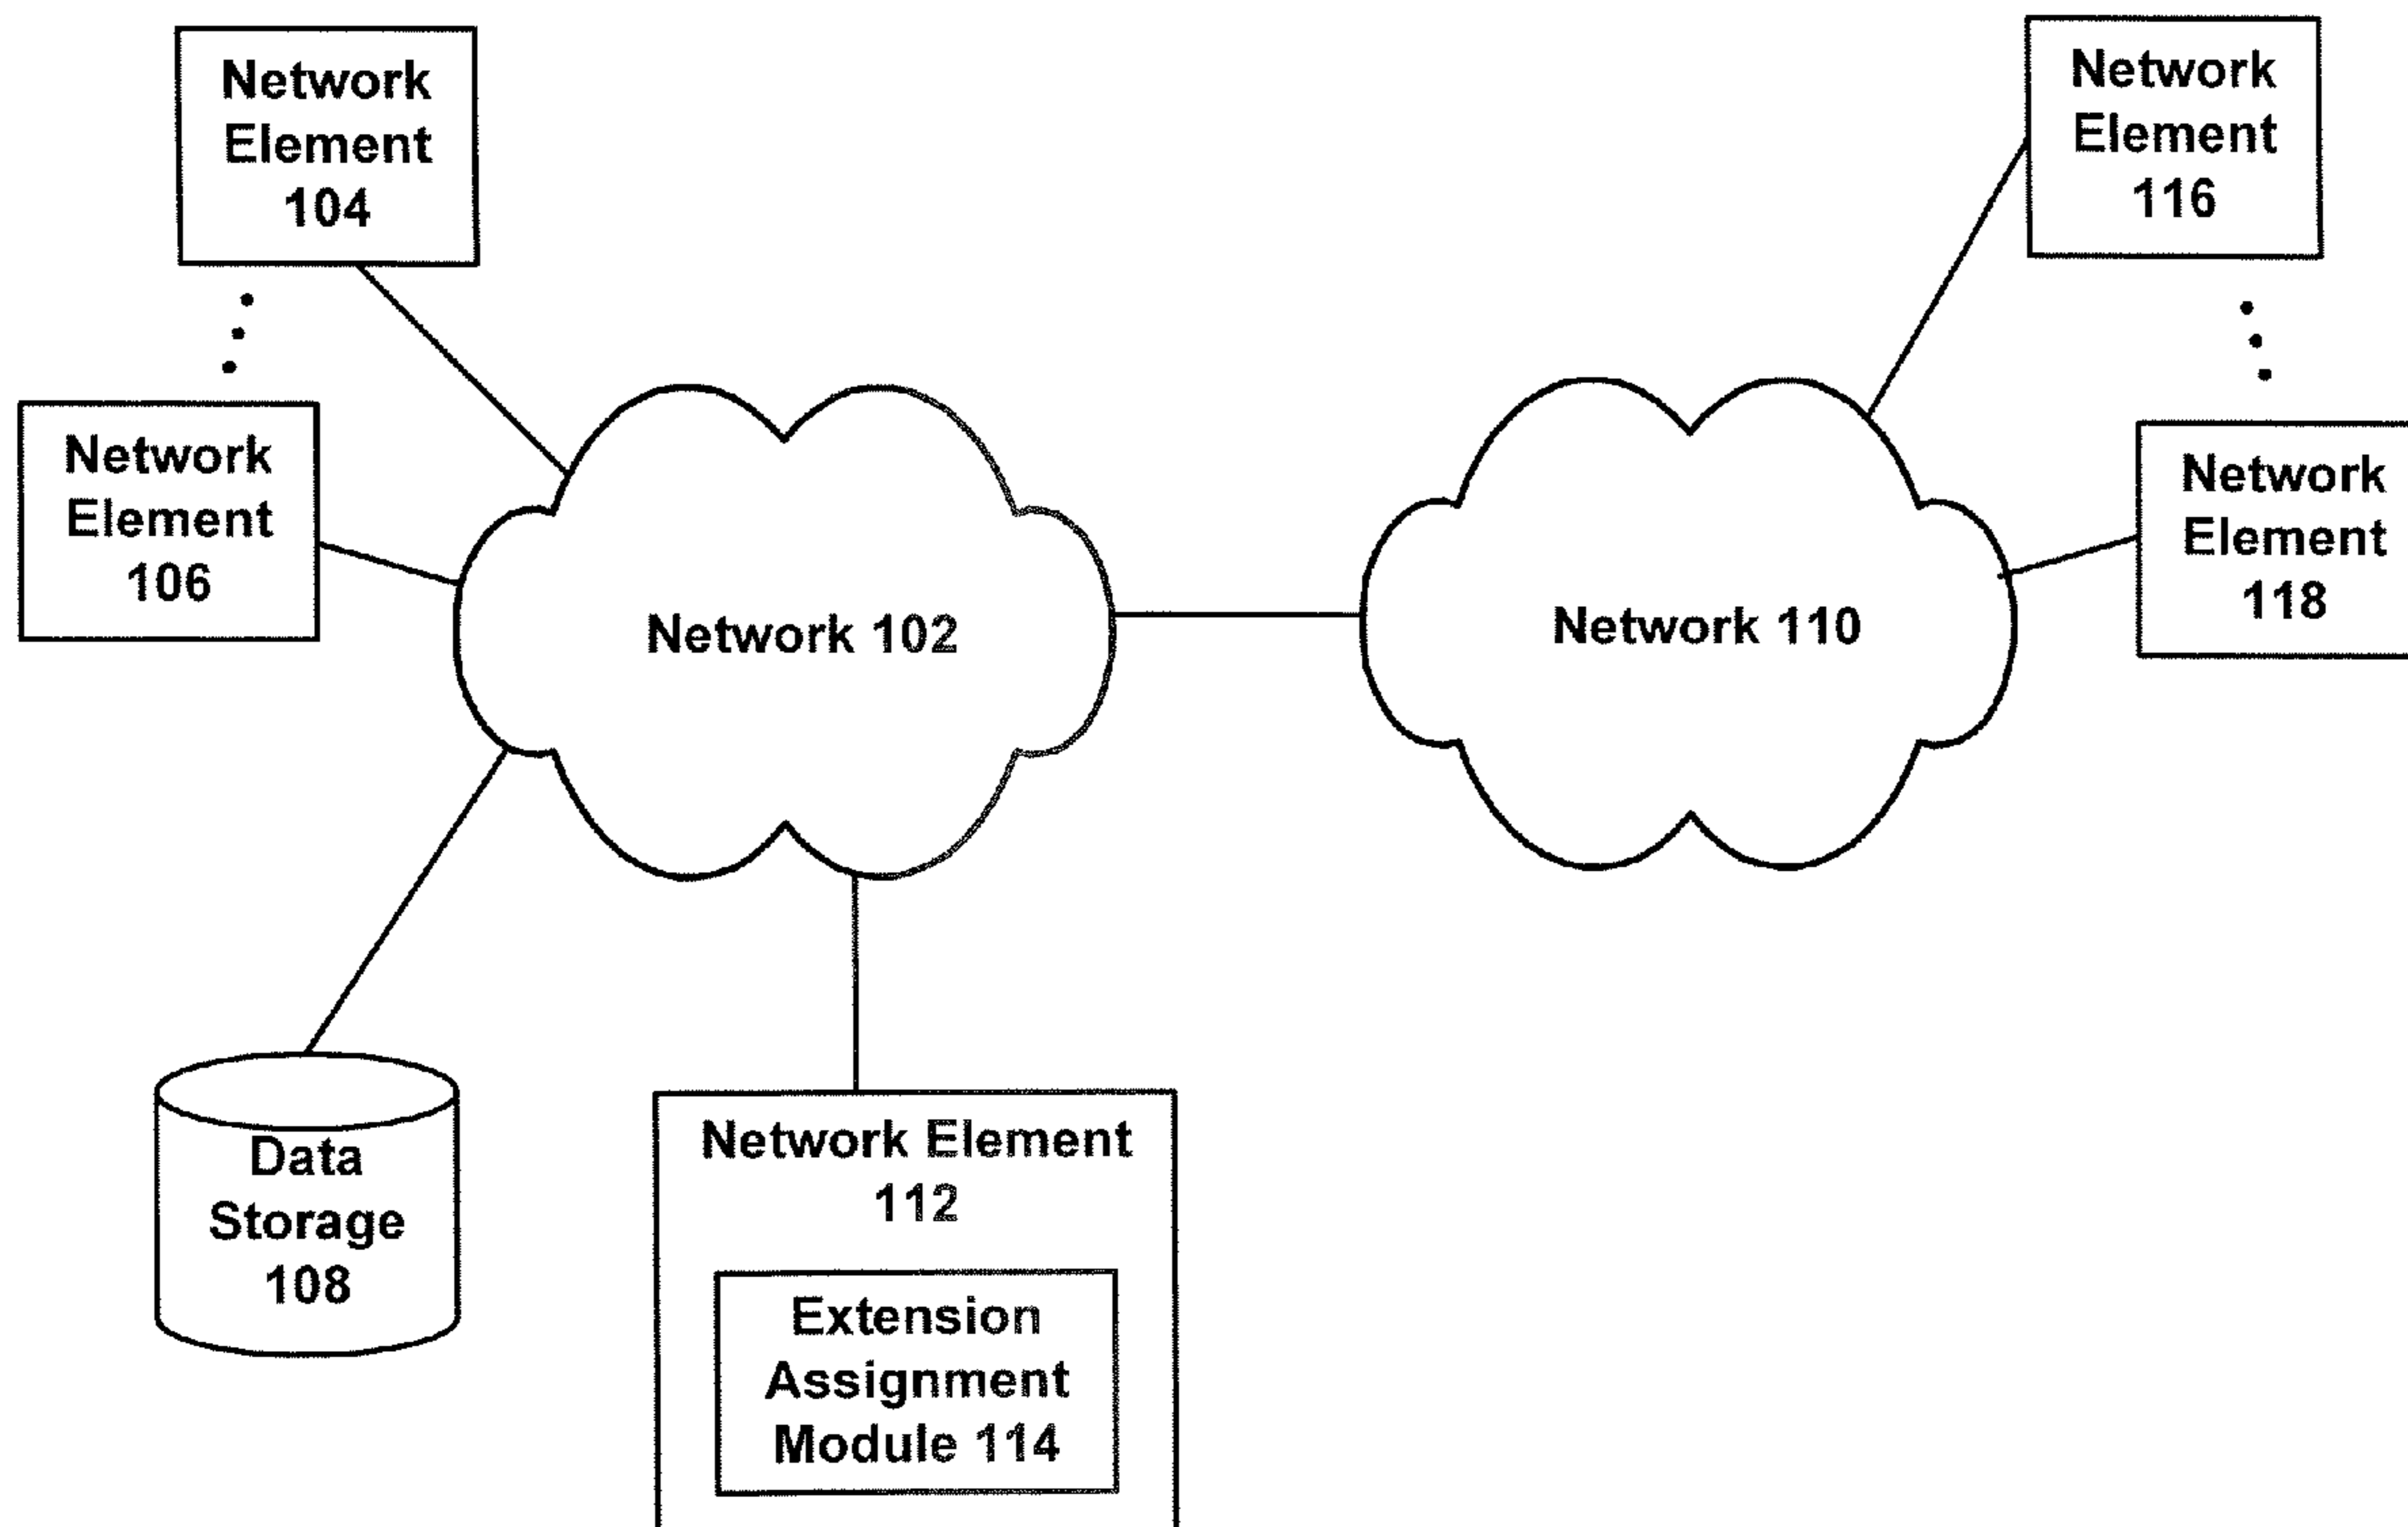 Network
Element
104
Network
Element
116
Network
Element
106
Network
Element
118
Network 102
Network 110
Data
Storage
108
Network Element
112
Extension
Assignment
Module 114